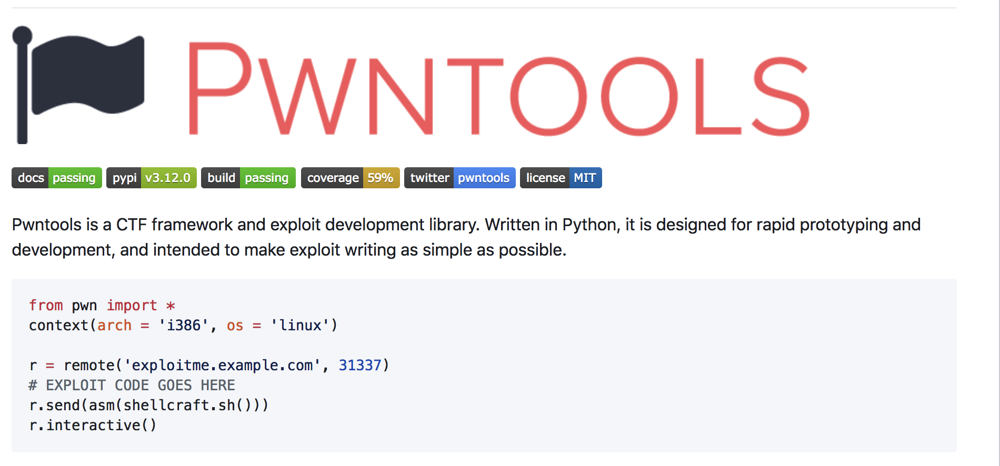 PWNTOOLS
docs passing pypi v3.12.0 build passing coverage 59% twitter pwntools license MIT
Pwntools is a CTF framework and exploit development library. Written in Python, it is designed for rapid prototyping and
development, and intended to make exploit writing as simple as possible.
from pwn import *
context(arch = 'i386', os = 'linux')
r = remote('exploitme.example.com', 31337)
# EXPLOIT CODE GOES HERE
r.send(asm(shellcraft.sh()))
r.interactive()